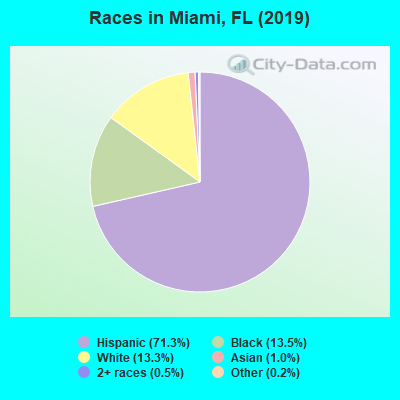 Races in Miami, FL (2019)
City-Data.com
Hispanic (71.3%) Black (13.5%)
White (13.3%) Asian (1.0%)
2+ races (0.5%) Other (0.2%)